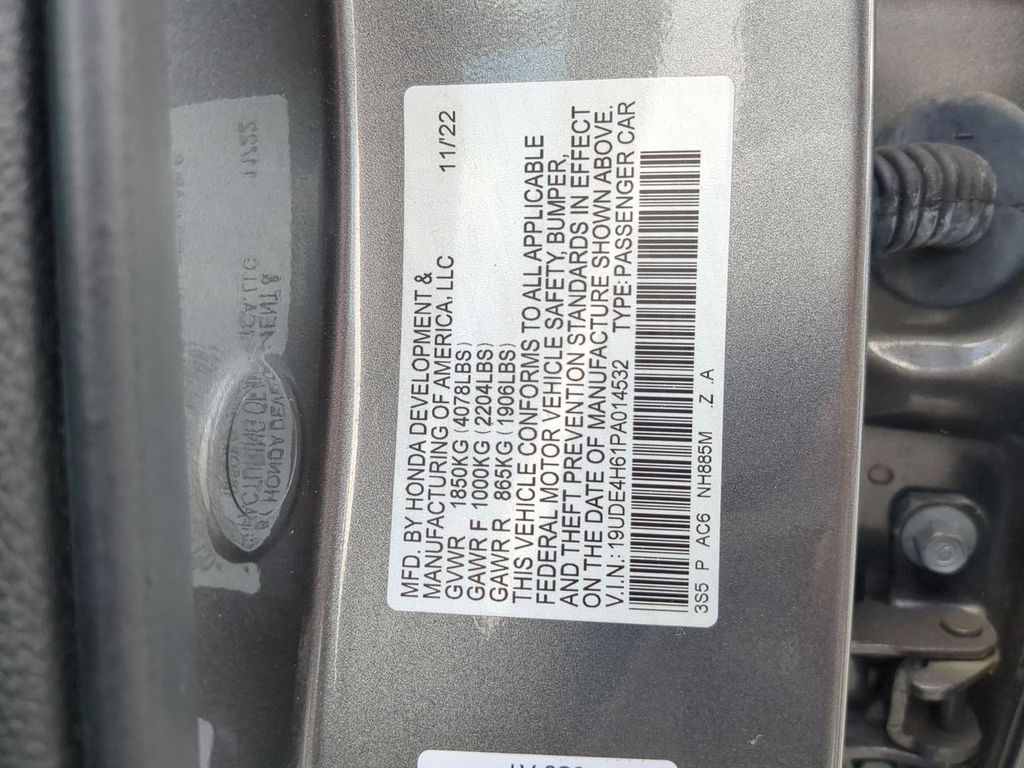 MFD. BY HONDA DEVELOPMENT &
MANUFACTURING OF AMERICA, LLC 11/22
GVWR 1850KG (4078LBS)
GAWR F 1000KG (2204LBS)
GAWR R 865KG (1906LBS)
THIS VEHICLE CONFORMS TO ALL APPLICABLE
FEDERAL MOTOR VEHICLE SAFETY, BUMPER,
AND THEFT PREVENTION STANDARDS IN EFFECT
ON THE DATE OF MANUFACTURE SHOWN ABOVE.
V.I.N.: 19UDE4H61PA014532 TYPE: PASSENGER CAR
3S5 P AC6 NH885M .Z .A